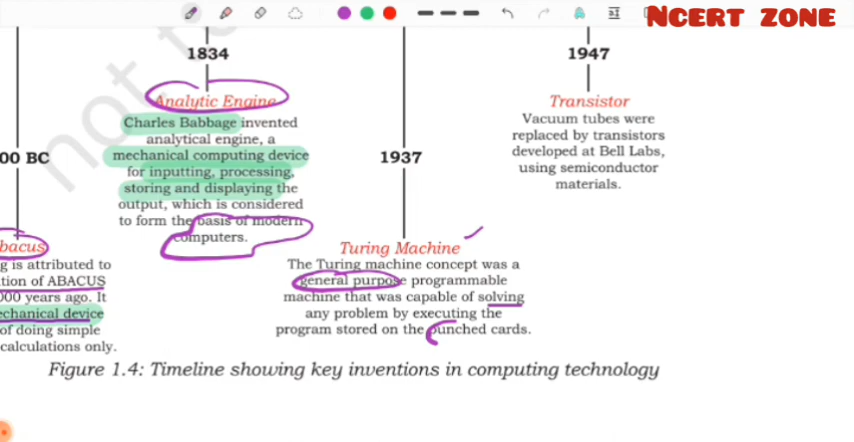 NCERT ZONE
1834
Analytic Engine
Charles Babbage invented
analytical engine, a
mechanical computing device
for inputting, processing,
storing and displaying the
output, which is considered
to form the basis of modern
computers.
1947
Transistor
Vacuum tubes were
replaced by transistors
developed at Bell Labs,
using semiconductor
materials.
00 BC
1937
bacus
g is attributed to
tion of ABACUS
000 years ago. It
echanical device
of doing simple
calculations only.
Turing Machine
The Turing machine concept was a
general purpose programmable
machine that was capable of solving
any problem by executing the
program stored on the punched cards.
Figure 1.4: Timeline showing key inventions in computing technology
not